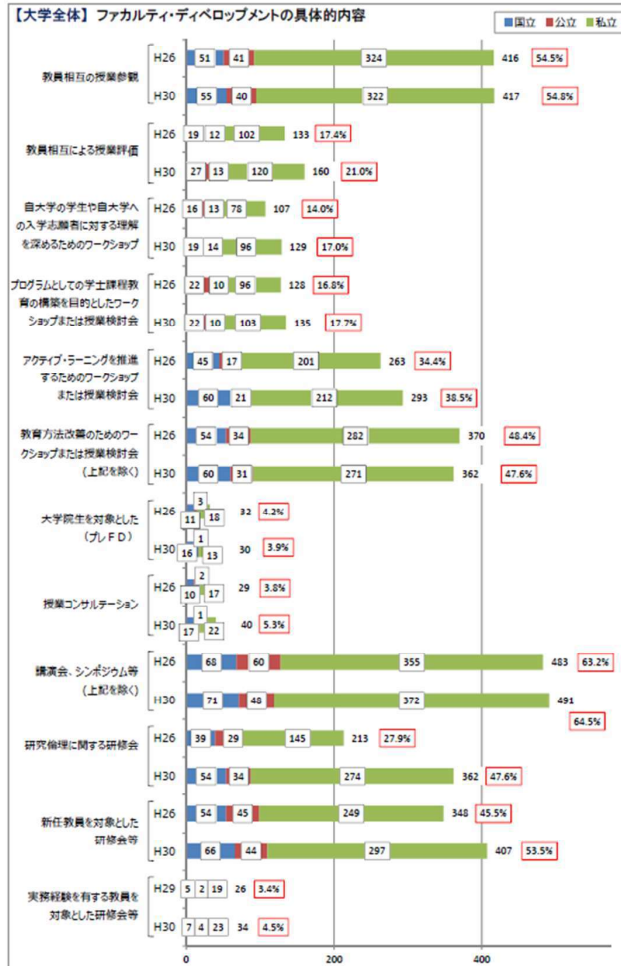 【大学全体】 ファカルティ・ディベロップメントの具体的内容
国立 公立 私立
教員相互の授業参観
H26 51 41 324 416 54.5%
H30 55 40 322 417 54.8%
教員相互による授業評価
H26 19 12 102 133 17.4%
H30 27 13 120 160 21.0%
自大学の学生や自大学へ
の入学志願者に対する理解
を深めるためのワークショップ
H26 16 13 78 107 14.0%
H30 19 14 96 129 17.0%
プログラムとしての学士課程教
育の構築を目的としたワーク
ショップまたは授業検討会
H26 22 10 96 128 16.8%
H30 22 10 103 135 17.7%
アクティブ・ラーニングを推進
するためのワークショップ
または授業検討会
H26 45 17 201 263 34.4%
H30 60 21 212 293 38.5%
教育方法改善のためのワー
クショップまたは授業検討会
(上記を除く)
H26 54 34 282 370 48.4%
H30 60 31 271 362 47.6%
大学院生を対象とした
(プレFD)
H26 11 3 18 32 4.2%
H30 16 1 13 30 3.9%
授業コンサルテーション
H26 10 2 17 29 3.8%
H30 17 1 22 40 5.3%
講演会、シンポジウム等
(上記を除く)
H26 68 60 355 483 63.2%
H30 71 48 372 491 64.5%
研究倫理に関する研修会
H26 39 29 145 213 27.9%
H30 54 34 274 362 47.6%
新任教員を対象とした
研修会等
H26 54 45 249 348 45.5%
H30 66 44 297 407 53.5%
実務経験を有する教員を
対象とした研修会等
H29 5 2 19 26 3.4%
H30 7 4 23 34 4.5%
0 200 400